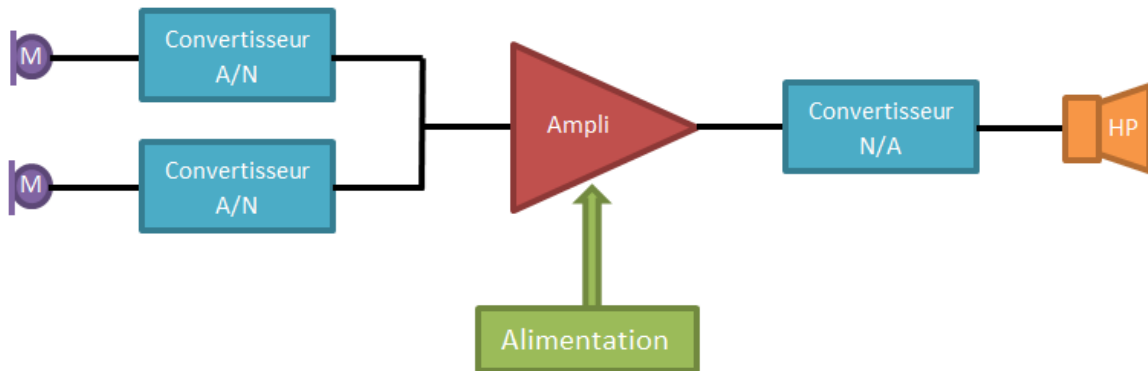 M
Convertisseur
A/N
M
Convertisseur
A/N
Ampli
Convertisseur
N/A
HP
Alimentation